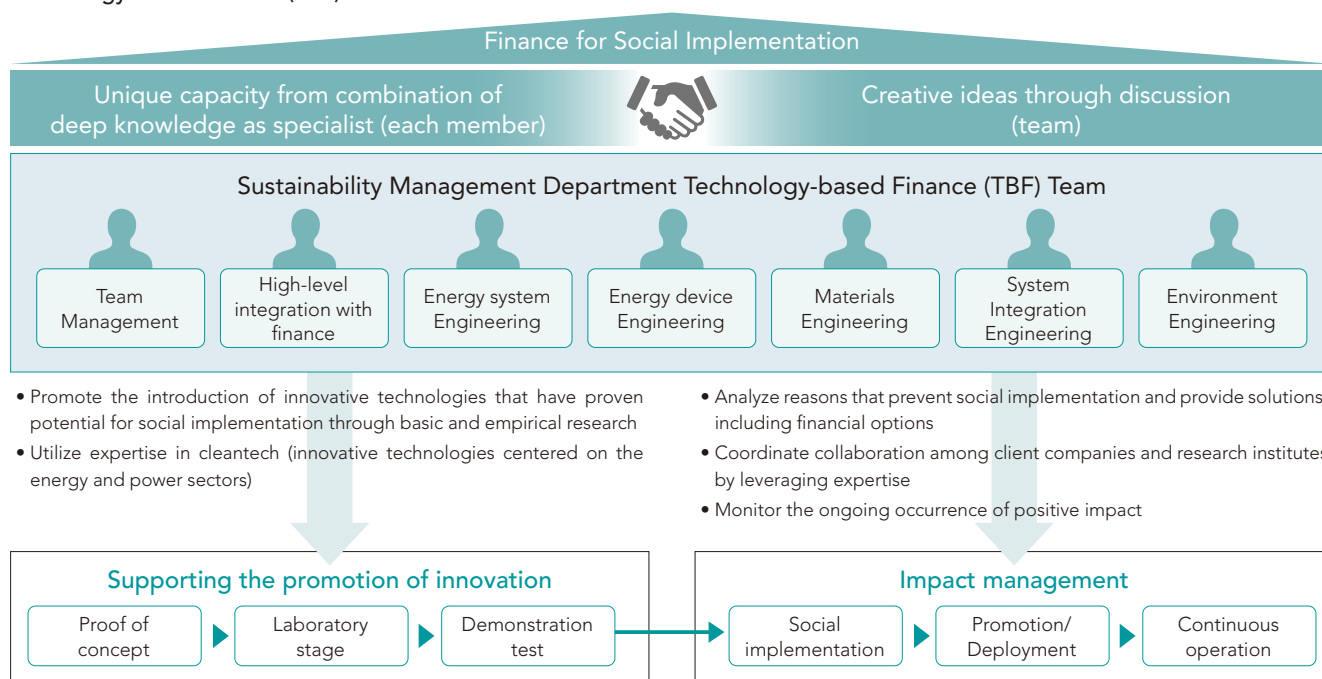 Finance for Social Implementation
Unique capacity from combination of
deep knowledge as specialist (each member)
Creative ideas through discussion
(team)
Sustainability Management Department Technology-based Finance (TBF) Team
Team
Management
High-level
integration with
finance
Energy system
Engineering
Energy device
Engineering
Materials
Engineering
System
Integration
Engineering
Environment
Engineering
• Promote the introduction of innovative technologies that have proven
potential for social implementation through basic and empirical research
• Utilize expertise in cleantech (innovative technologies centered on the
energy and power sectors)
• Analyze reasons that prevent social implementation and provide solutions
including financial options
• Coordinate collaboration among client companies and research institutes
by leveraging expertise
• Monitor the ongoing occurrence of positive impact
Supporting the promotion of innovation
Proof of
concept
Laboratory
stage
Demonstration
test
Impact management
Social
implementation
Promotion/
Deployment
Continuous
operation